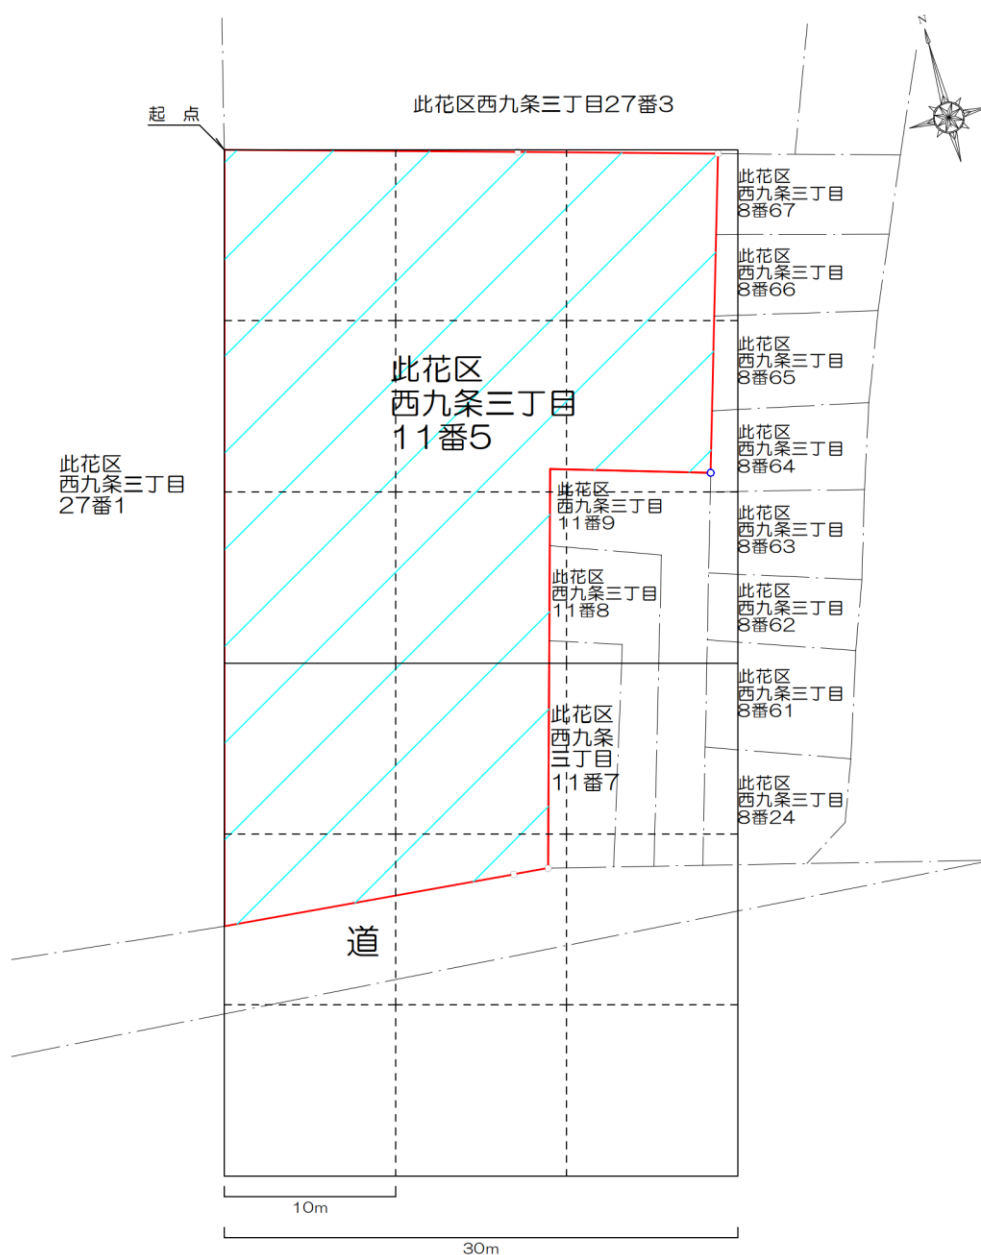 N
此花区西九条三丁目27番3
起 点
此花区
西九条三丁目
8番67
此花区
西九条三丁目
8番66
此花区
西九条三丁目
8番65
此花区
西九条三丁目
11番5
此花区
西九条三丁目
8番64
此花区
西九条三丁目
27番1
此花区
西九条三丁目
11番9
此花区
西九条三丁目
8番63
此花区
西九条三丁目
11番8
此花区
西九条三丁目
8番62
此花区
西九条三丁目
8番61
此花区
西九条
三丁目
11番7
此花区
西九条三丁目
8番24
道
10m
30m